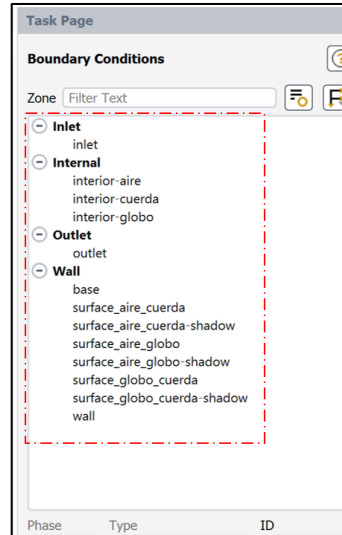 Task Page
Boundary Conditions
Zone Filter Text
Inlet
inlet
Internal
interior-aire
interior-cuerda
interior-globo
Outlet
outlet
Wall
base
surface_aire_cuerda
surface_aire_cuerda-shadow
surface_aire_globo
surface_aire_globo-shadow
surface_globo_cuerda
surface_globo_cuerda-shadow
wall
Phase Type ID